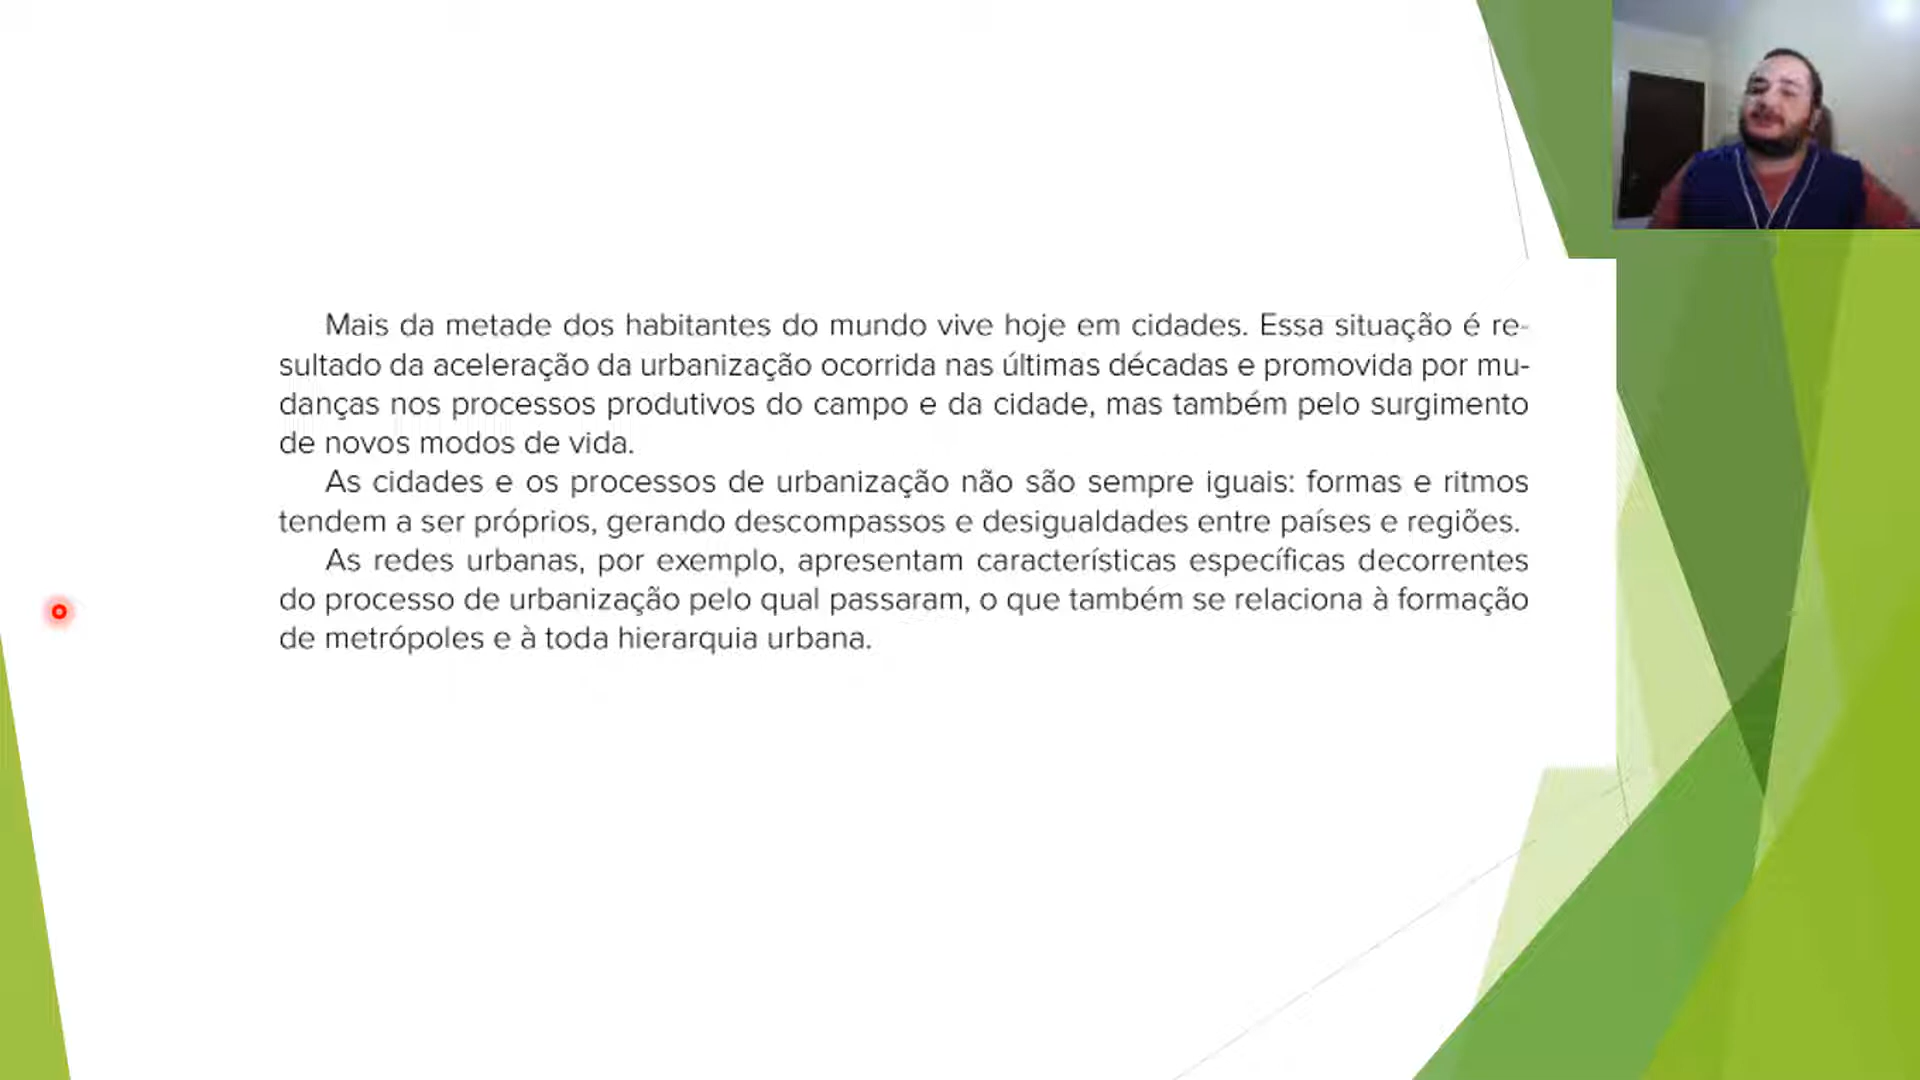 Mais da metade dos habitantes do mundo vive hoje em cidades. Essa situação é re-
sultado da aceleração da urbanização ocorrida nas últimas décadas e promovida por mu-
danças nos processos produtivos do campo e da cidade, mas também pelo surgimento
de novos modos de vida.
As cidades e os processos de urbanização não são sempre iguais: formas e ritmos
tendem a ser próprios, gerando descompassos e desigualdades entre países e regiões.
As redes urbanas, por exemplo, apresentam características específicas decorrentes
do processo de urbanização pelo qual passaram, o que também se relaciona à formação
de metrópoles e à toda hierarquia urbana.